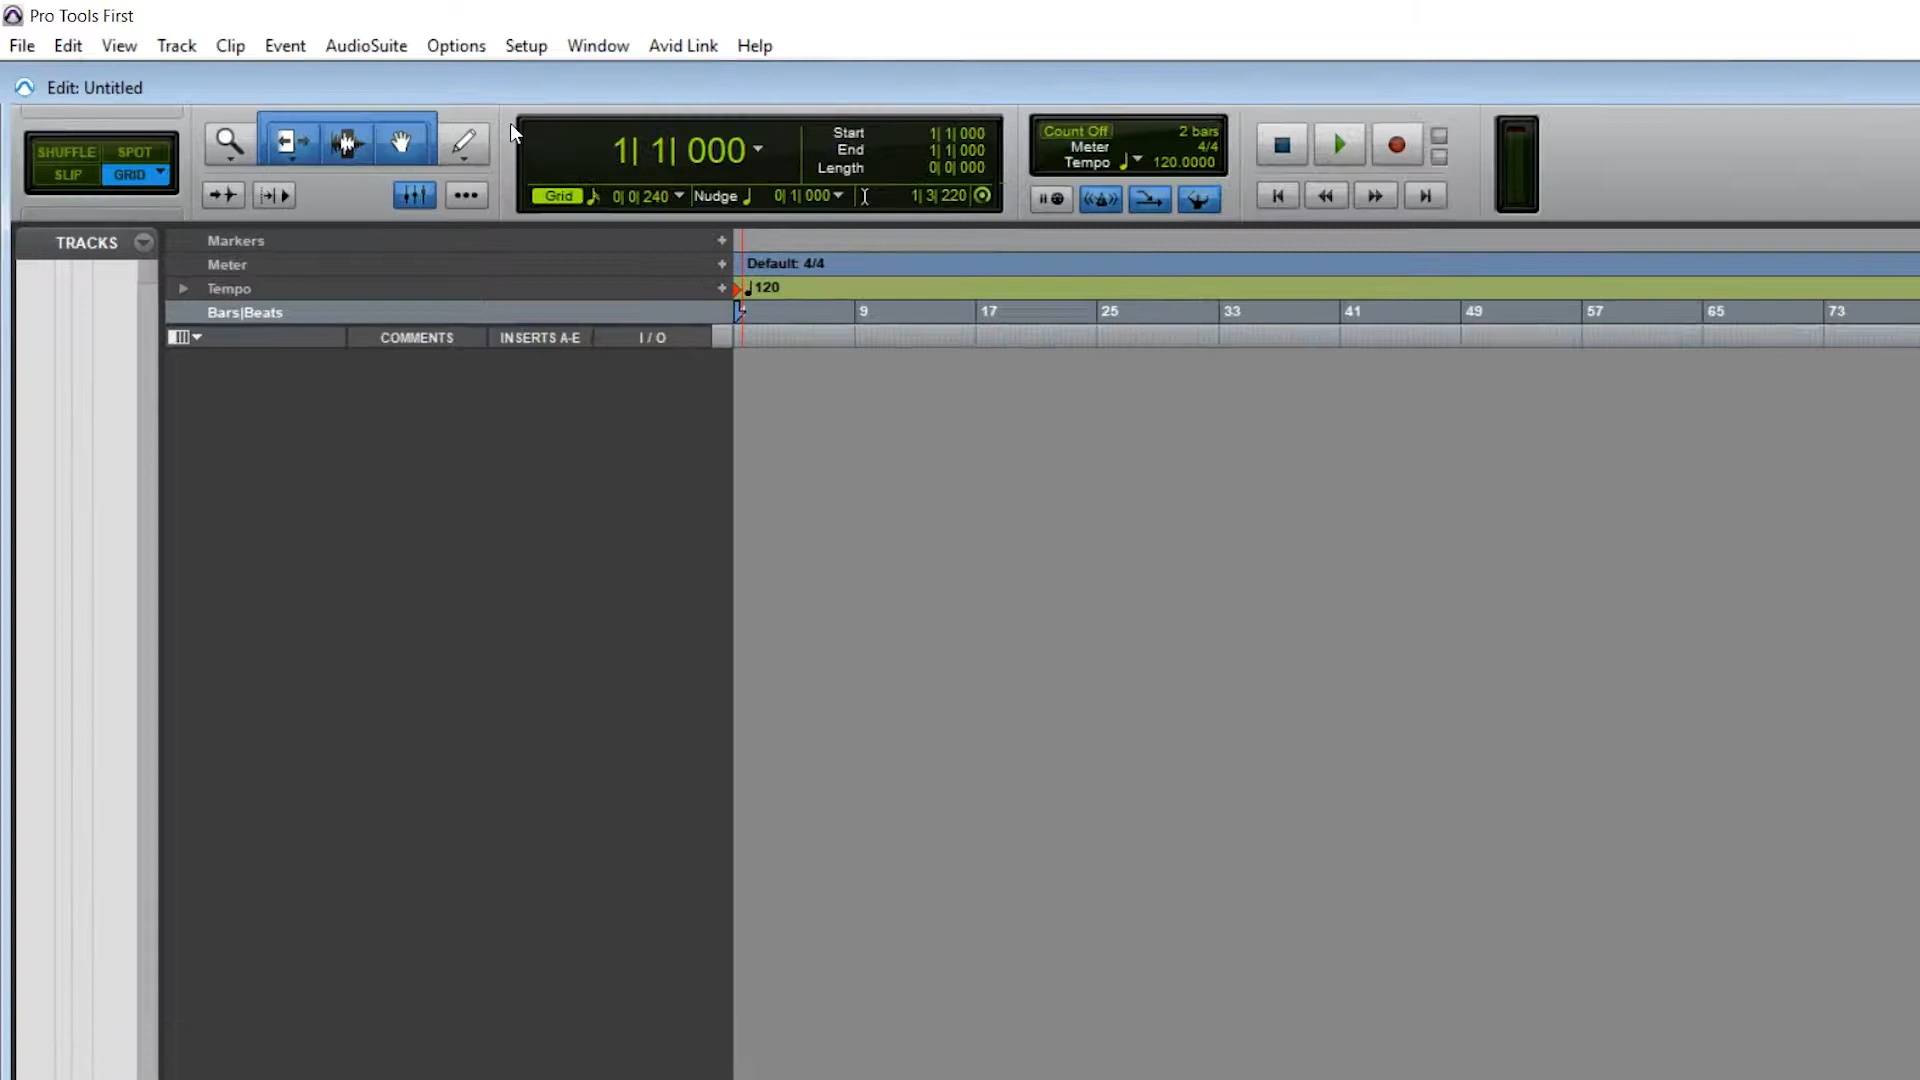 Pro Tools First
File Edit View Track Clip Event AudioSuite Options Setup Window Avid Link Help
Edit: Untitled
SHUFFLE SPOT
SLIP GRID
1| 1| 000
Start 1| 1| 000
End 1| 1| 000
Length 0| 0| 000
Grid 0| 0| 240 Nudge 0| 1| 000 1| 3| 220
Count Off 2 bars
Meter 4/4
Tempo 120.0000
TRACKS
Markers
Meter Default: 4/4
Tempo 120
Bars|Beats 9 17 25 33 41 49 57 65 73
COMMENTS INSERTS A-E I / O